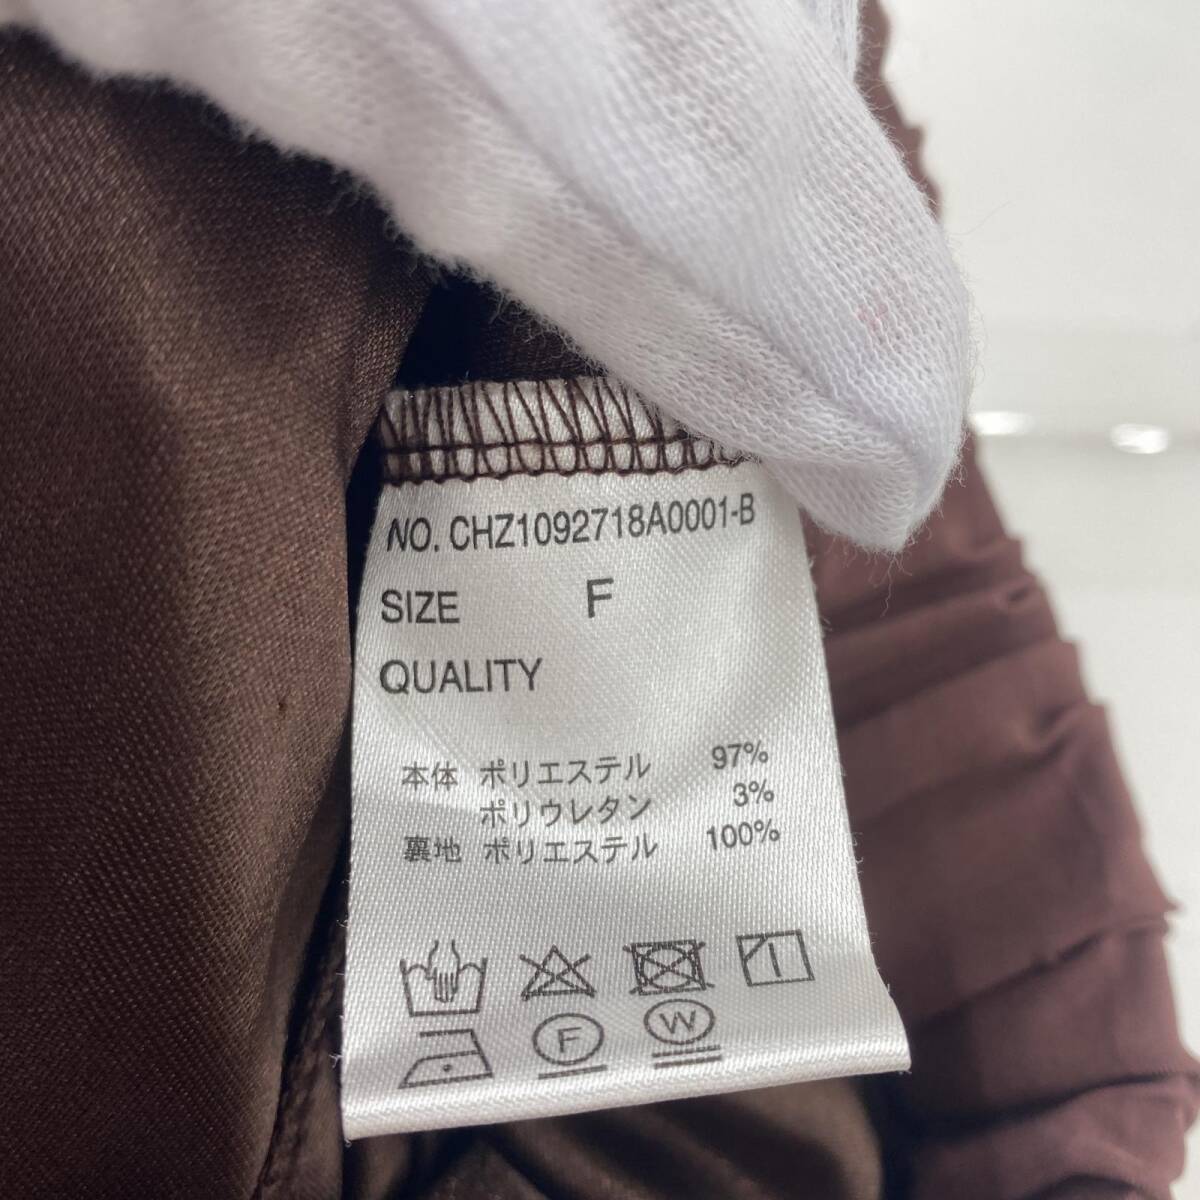 NO. CHZ1092718A0001-B
SIZE F
QUALITY
本体 ポリエステル 97%
ポリウレタン 3%
裏地 ポリエステル 100%
F W